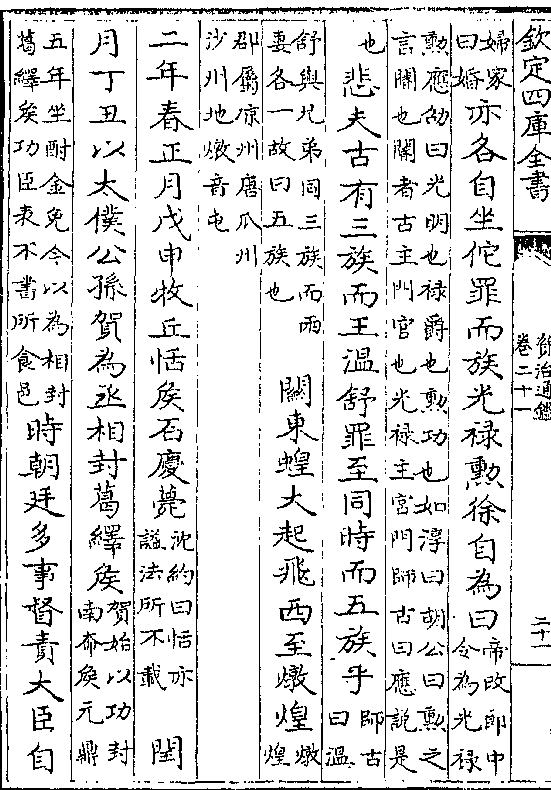 欽定四庫全書
資治通鑑
卷二十一
二十一
婦家
曰婚
亦各自坐佗罪而族光祿勲徐自為曰
帝改郎中
令為光祿
勲應劭曰光明也祿爵也勲功也如淳曰胡公曰勲之
言閽也閽者古主門官也光祿主宮門師古曰應說是
也
悲夫古有三族而王温舒罪至同時而五族乎
師古
曰温
舒與兄弟同三族而兩
妻各一故曰五族也
關東蝗大起飛西至燉煌
燉
煌
郡屬凉州唐瓜州
沙州地燉音屯
二年春正月戊申牧丘恬侯石慶薨
沈約曰恬亦
諡法所不載
閏
月丁丑以太僕公孫賀為丞相封葛繹侯
賀始以功封
南奅侯元鼎
五年坐酎金免今以為相封
葛繹侯功臣表不書所食邑
時朝廷多事督責大臣自